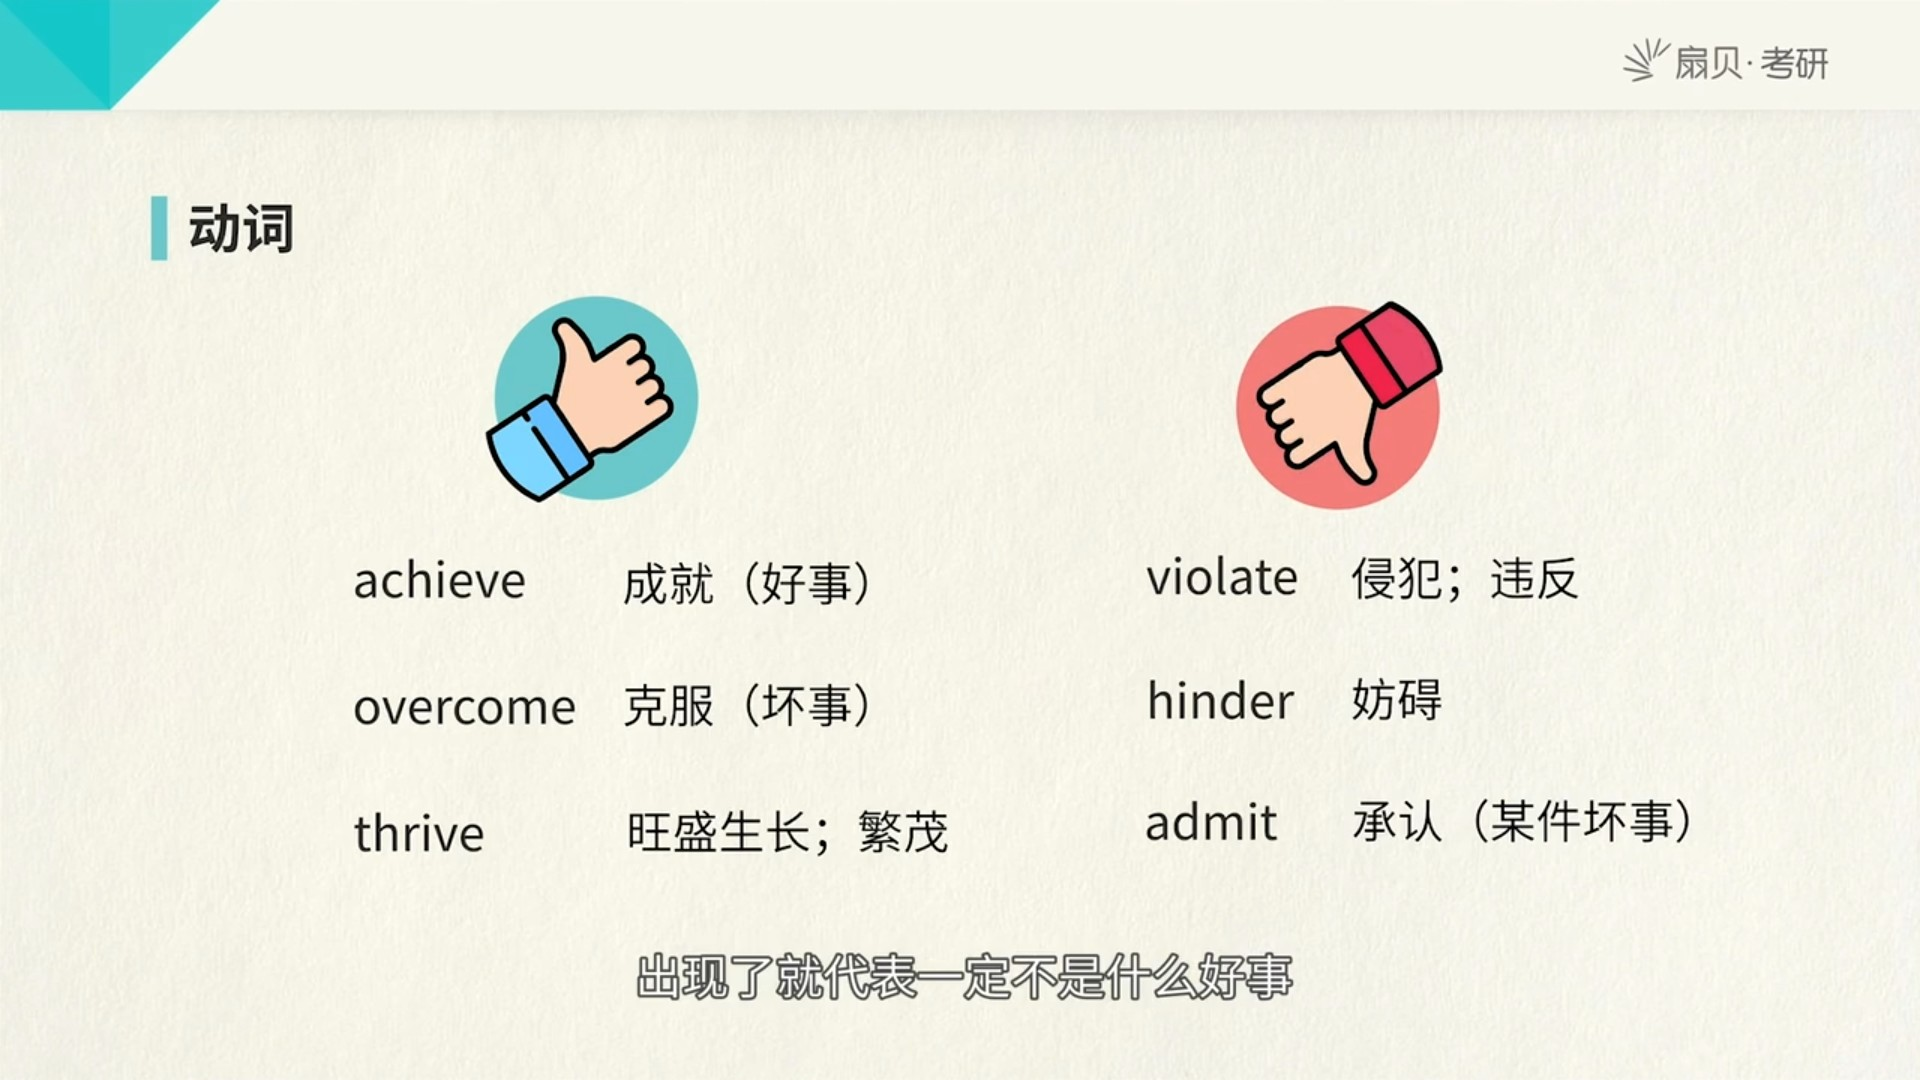 扇贝·考研
动词
achieve 成就（好事）
overcome 克服（坏事）
thrive 旺盛生长；繁茂
violate 侵犯；违反
hinder 妨碍
admit 承认（某件坏事）
出现了就代表一定不是什么好事